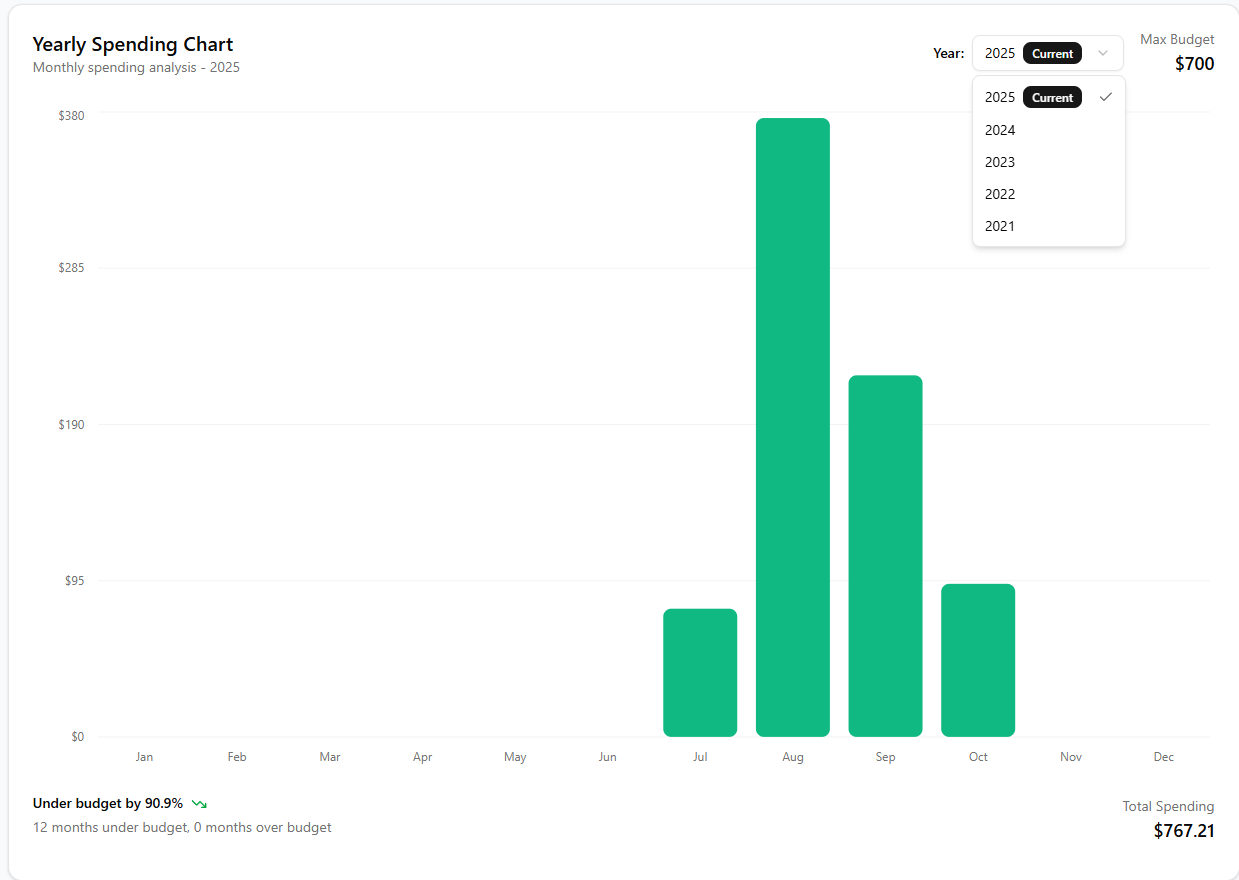 Yearly Spending Chart
Monthly spending analysis - 2025
Year: 2025 Current
Max Budget
$700
2025 Current
2024
2023
2022
2021
$380
$285
$190
$95
$0
Jan Feb Mar Apr May Jun Jul Aug Sep Oct Nov Dec
Under budget by 90.9%
12 months under budget, 0 months over budget
Total Spending
$767.21